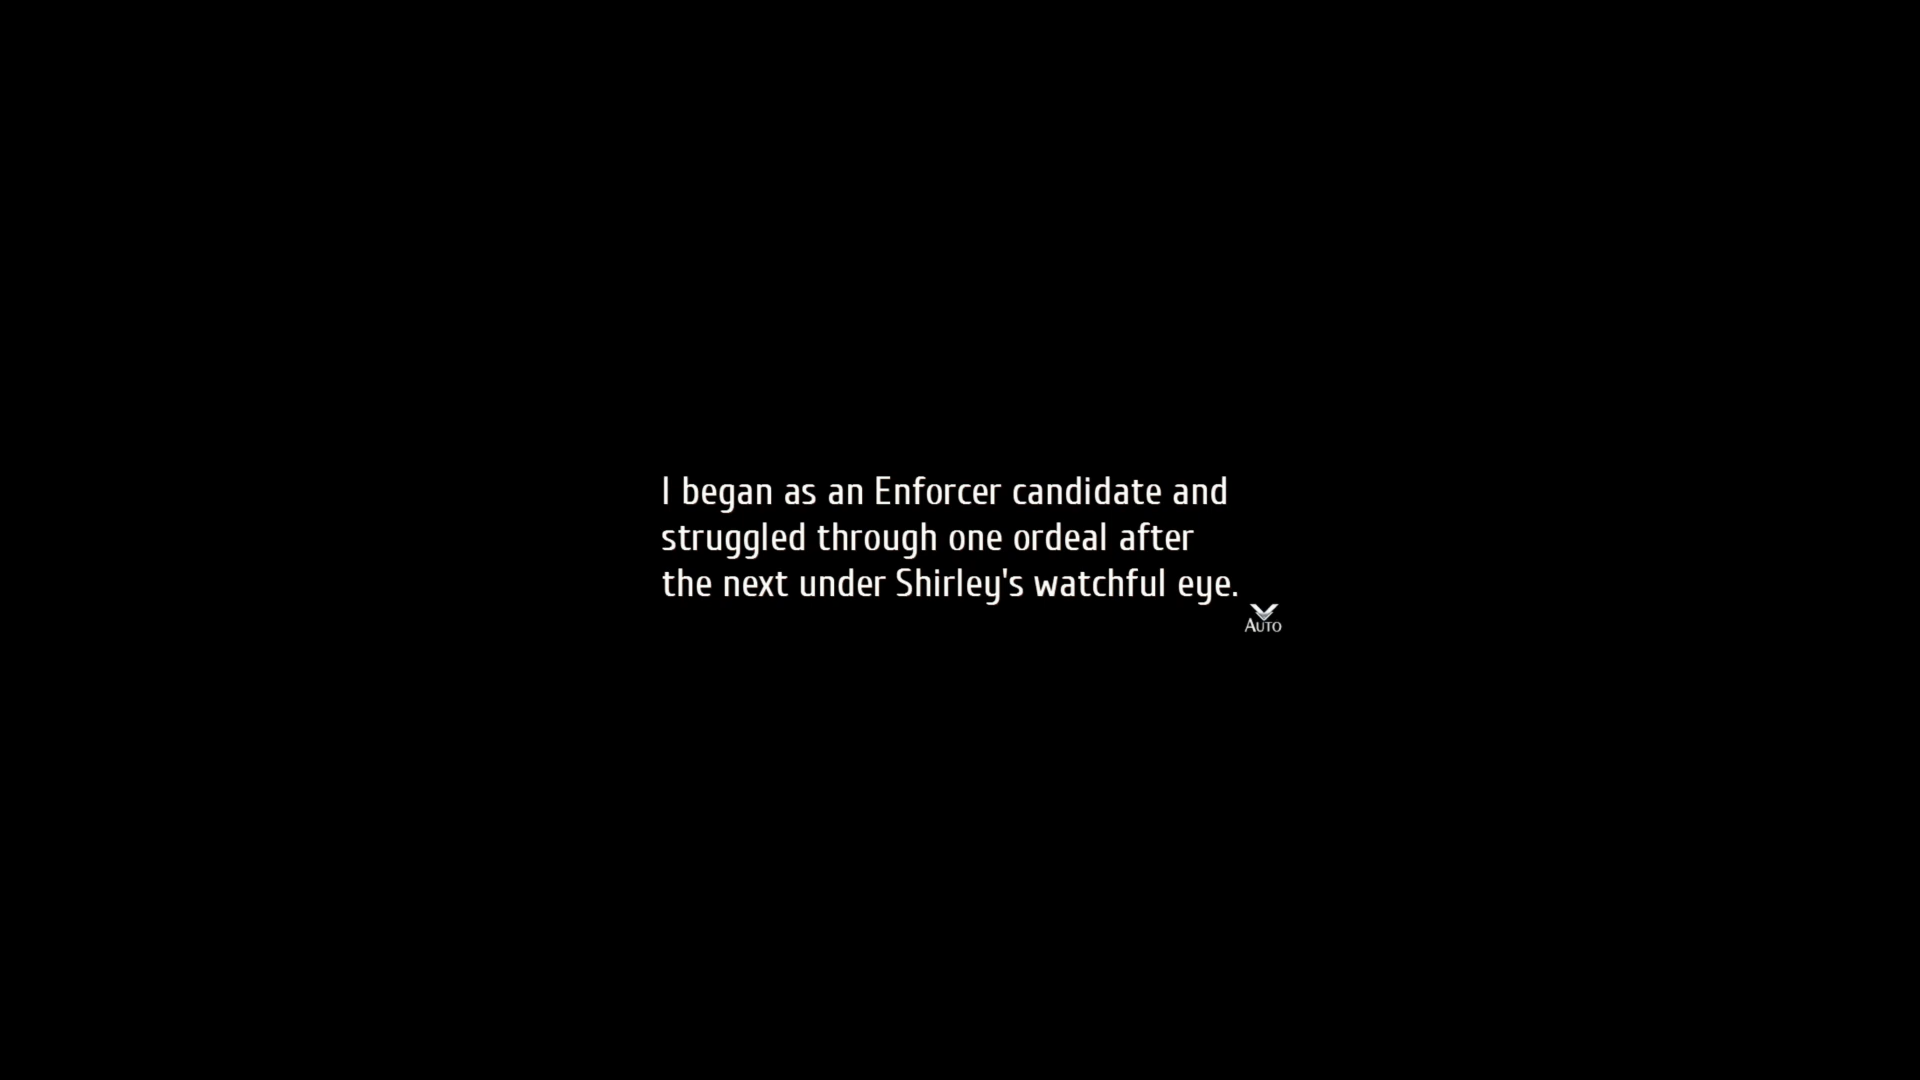 I began as an Enforcer candidate and
struggled through one ordeal after
the next under Shirley's watchful eye.
AUTO